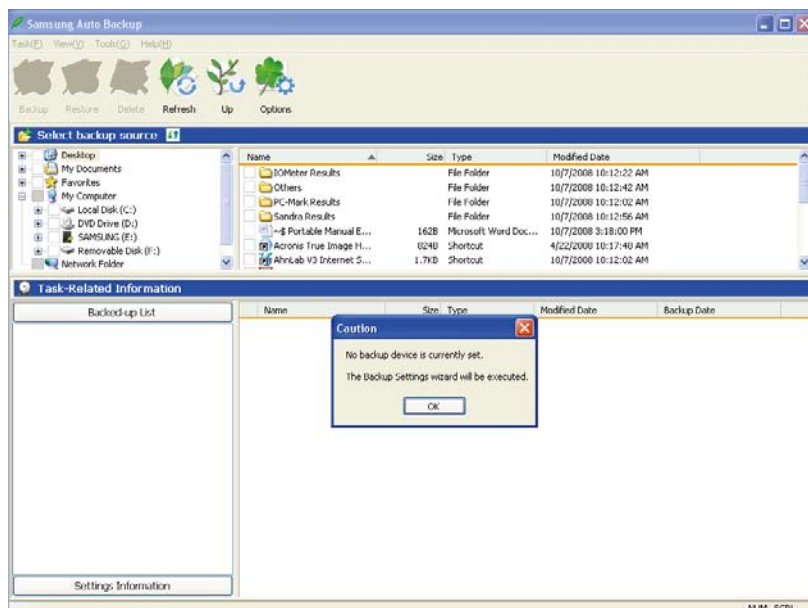 Samsung Auto Backup
Task(F) View(V) Tools(O) Help(H)
Backup Restore Delete Refresh Up Options
Select backup source
Desktop
My Documents
Favorites
My Computer
Local Disk (C:)
DVD Drive (D:)
SAMSUNG (E:)
Removable Disk (F:)
Network Folder
Name Size Type Modified Date
IOMeter Results File Folder 10/7/2008 10:12:22 AM
Others File Folder 10/7/2008 10:12:42 AM
PC-Mark Results File Folder 10/7/2008 10:12:02 AM
Sandra Results File Folder 10/7/2008 10:12:56 AM
~$ Portable Manual E... 162B Microsoft Word Doc... 10/7/2008 3:18:00 PM
Acronis True Image H... 824B Shortcut 4/22/2008 10:17:48 AM
AhnLab V3 Internet S... 1.7KB Shortcut 10/7/2008 10:12:02 AM
Task-Related Information
Backed-up List
Name Size Type Modified Date Backup Date
Caution
No backup device is currently set.
The Backup Settings wizard will be executed.
OK
Settings Information
NUM